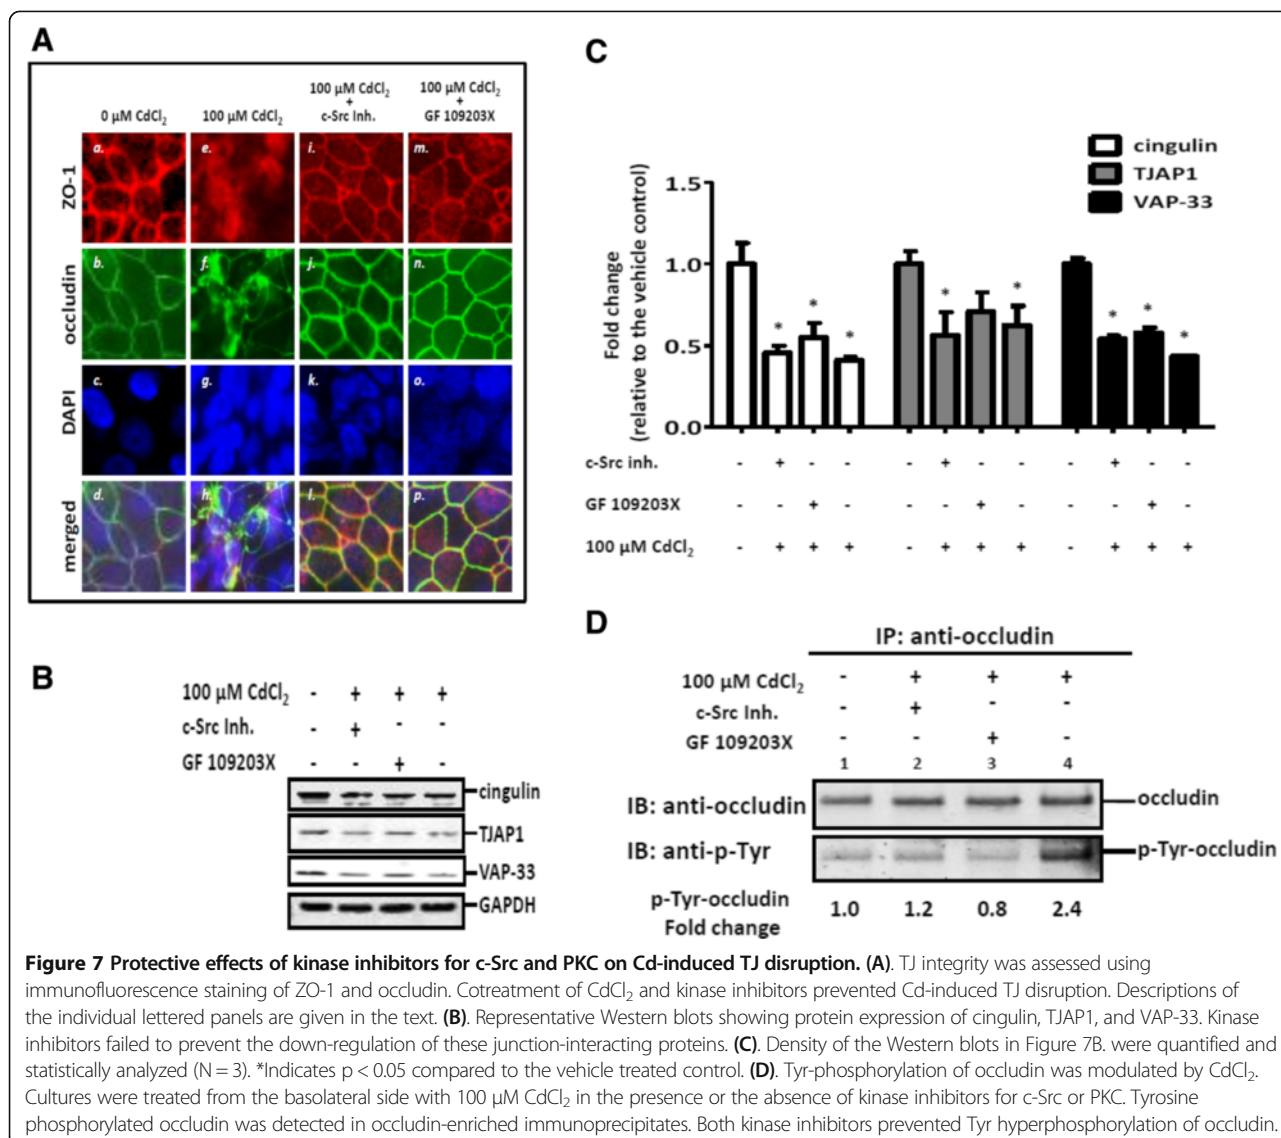 A
0 µM CdCl₂
100 µM CdCl₂
100 µM CdCl₂
+
c-Src Inh.
100 µM CdCl₂
+
GF 109203X
ZO-1
a.
e.
i.
m.
occludin
b.
f.
j.
n.
DAPI
c.
g.
k.
o.
merged
d.
h.
l.
p.
B
100 µM CdCl₂ - + + +
c-Src Inh. - + - -
GF 109203X - - + -
cingulin
TJAP1
VAP-33
GAPDH
C
cingulin
TJAP1
VAP-33
Fold change
(relative to the vehicle control)
1.5
1.0
0.5
0.0
* * *
* *
* * *
c-Src inh. - + - - - + - - - + - -
GF 109203X - - + - - - + - - - + -
100 µM CdCl₂ - + + + - + + + - + + +
D
IP: anti-occludin
100 µM CdCl₂ - + + +
c-Src Inh. - + - -
GF 109203X - - + -
1 2 3 4
IB: anti-occludin
occludin
IB: anti-p-Tyr
p-Tyr-occludin
p-Tyr-occludin
Fold change
1.0 1.2 0.8 2.4
Figure 7 Protective effects of kinase inhibitors for c-Src and PKC on Cd-induced TJ disruption. (A). TJ integrity was assessed using
immunofluorescence staining of ZO-1 and occludin. Cotreatment of CdCl₂ and kinase inhibitors prevented Cd-induced TJ disruption. Descriptions of
the individual lettered panels are given in the text. (B). Representative Western blots showing protein expression of cingulin, TJAP1, and VAP-33. Kinase
inhibitors failed to prevent the down-regulation of these junction-interacting proteins. (C). Density of the Western blots in Figure 7B. were quantified and
statistically analyzed (N = 3). *Indicates p < 0.05 compared to the vehicle treated control. (D). Tyr-phosphorylation of occludin was modulated by CdCl₂.
Cultures were treated from the basolateral side with 100 µM CdCl₂ in the presence or the absence of kinase inhibitors for c-Src or PKC. Tyrosine
phosphorylated occludin was detected in occludin-enriched immunoprecipitates. Both kinase inhibitors prevented Tyr hyperphosphorylation of occludin.